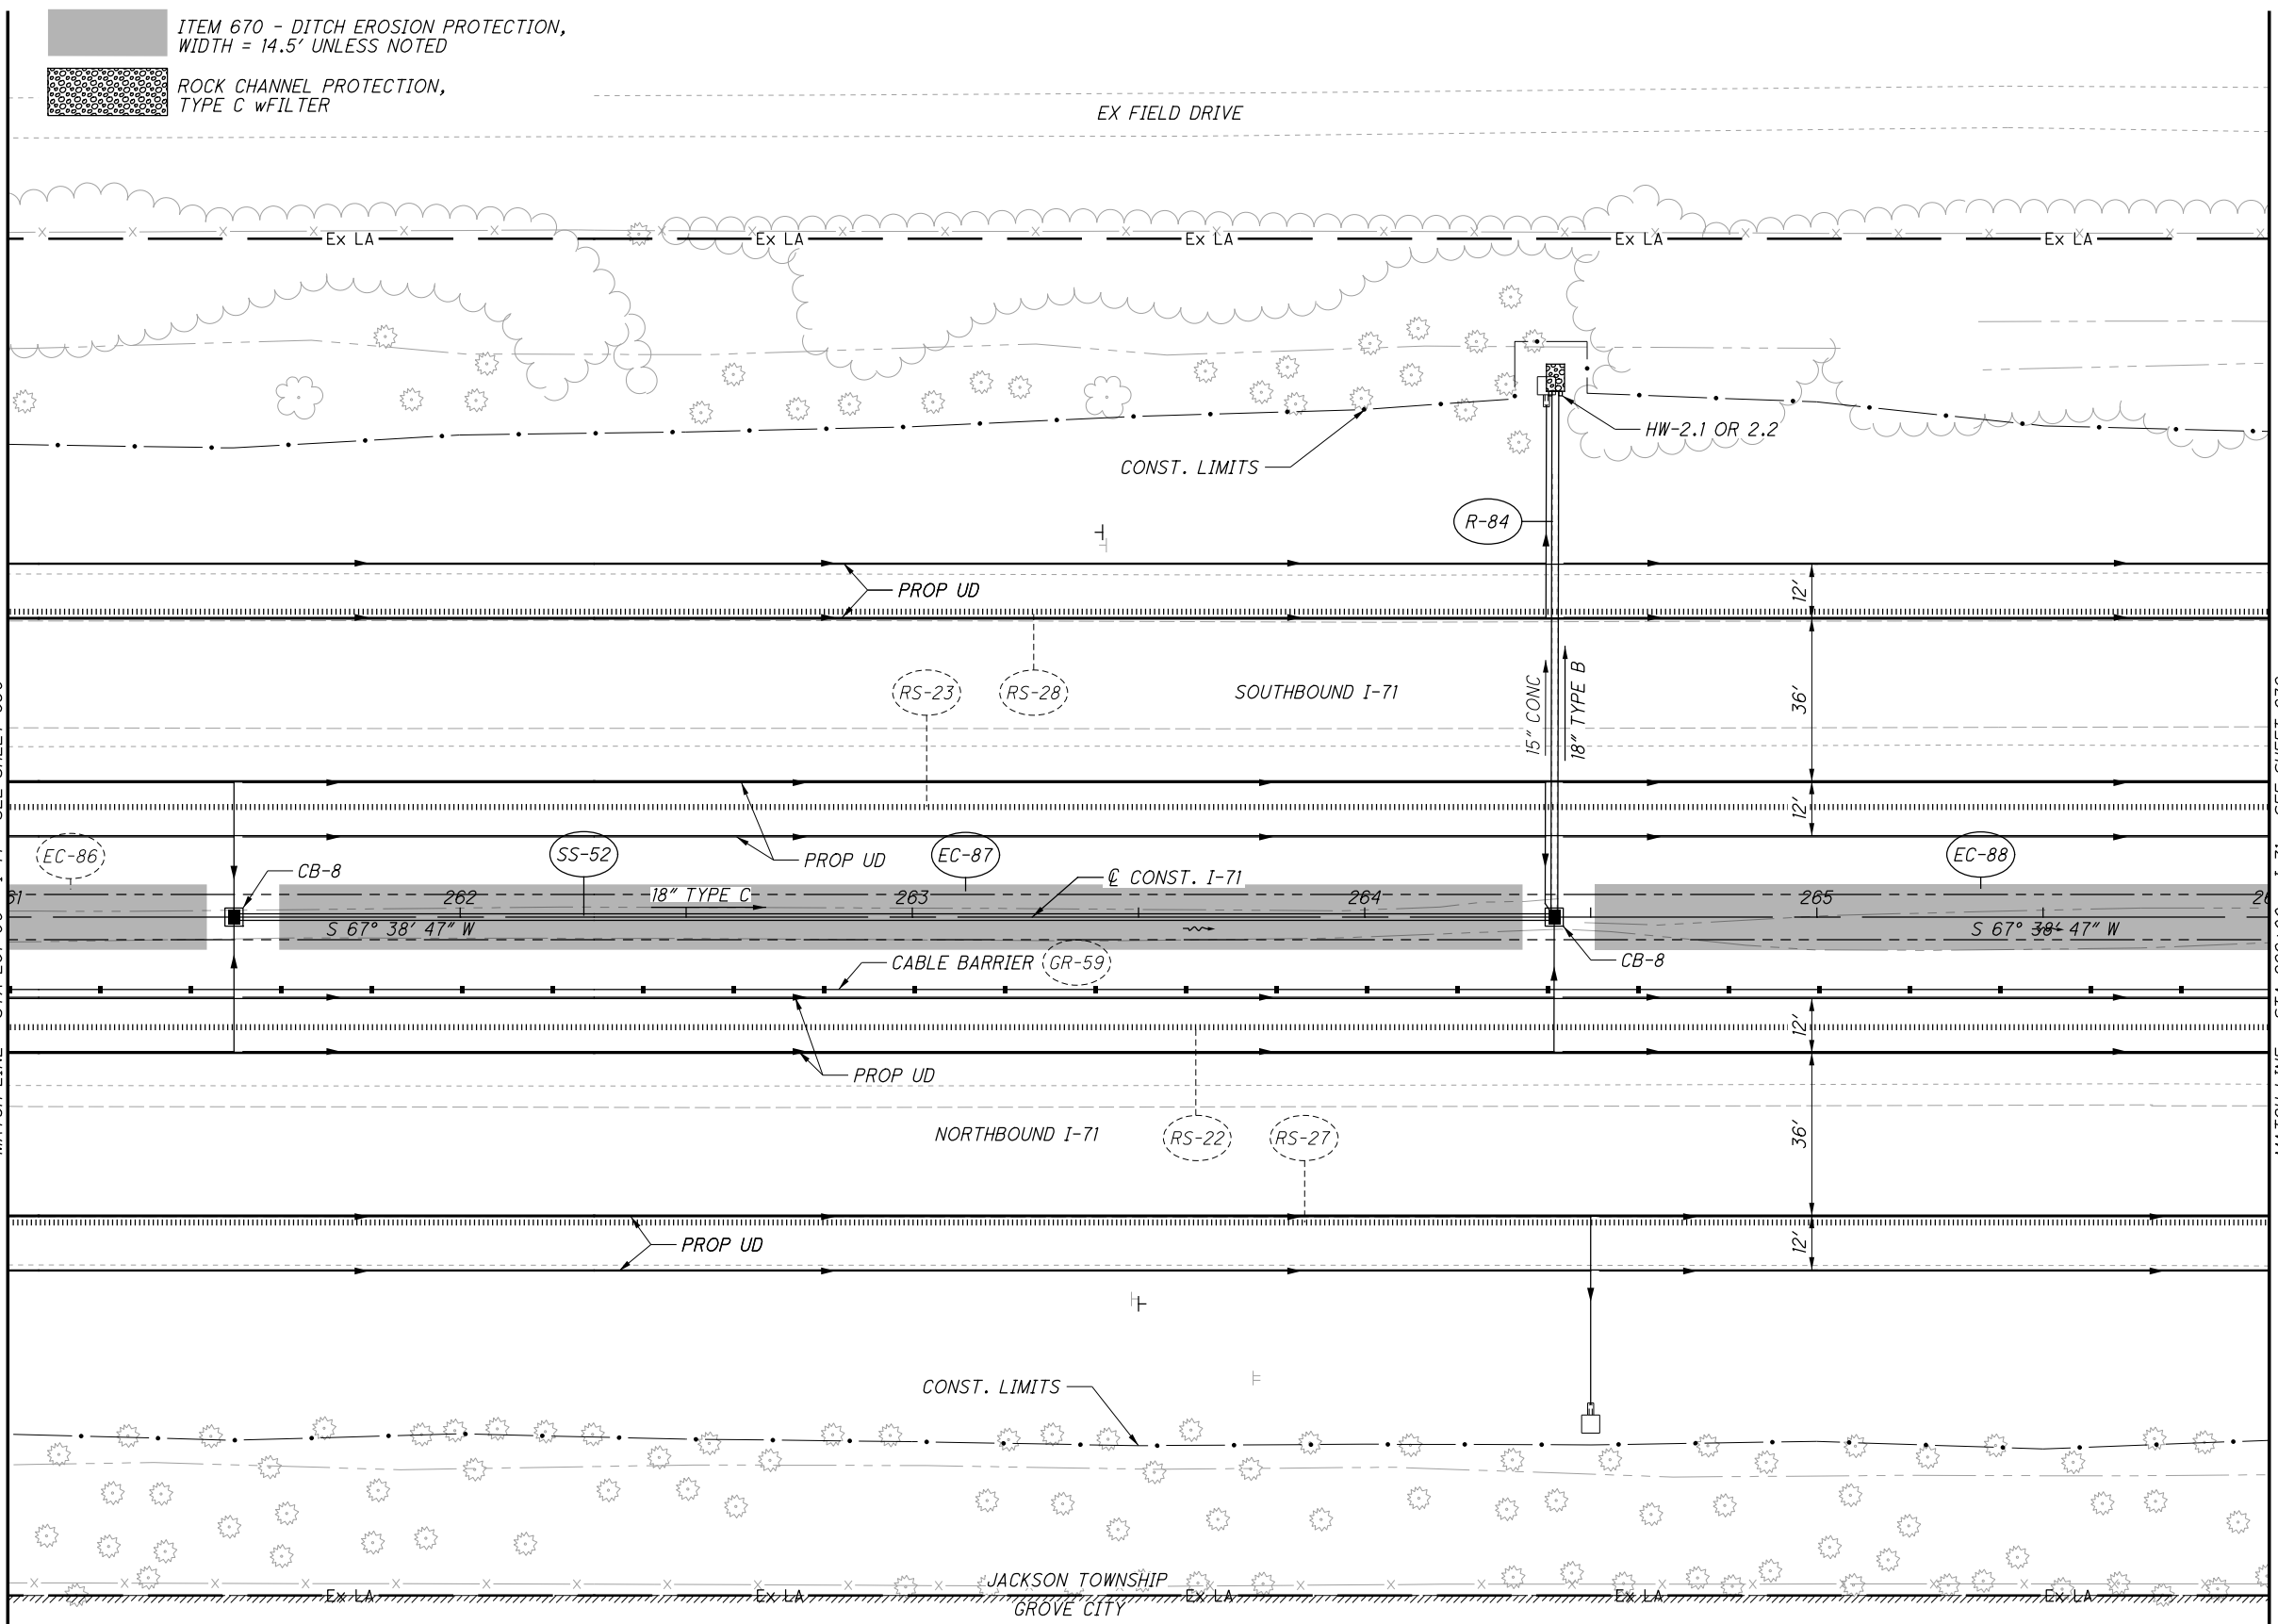 ITEM 670 - DITCH EROSION PROTECTION,
WIDTH = 14.5' UNLESS NOTED
ROCK CHANNEL PROTECTION,
TYPE C wFILTER
EX FIELD DRIVE
Ex LA
Ex LA
Ex LA
Ex LA
Ex LA
HW-2.1 OR 2.2
CONST. LIMITS
R-84
PROP UD
12'
RS-23
RS-28
SOUTHBOUND I-71
15" CONC
18" TYPE B
36'
12'
EC-86
SS-52
PROP UD
EC-87
EC-88
CB-8
℄ CONST. I-71
262
18" TYPE C
263
264
265
S 67° 38' 47" W
S 67° 38' 47" W
CABLE BARRIER
GR-59
CB-8
12'
PROP UD
NORTHBOUND I-71
RS-22
RS-27
36'
PROP UD
12'
CONST. LIMITS
JACKSON TOWNSHIP
Ex LA
Ex LA
Ex LA
Ex LA
Ex LA
GROVE CITY